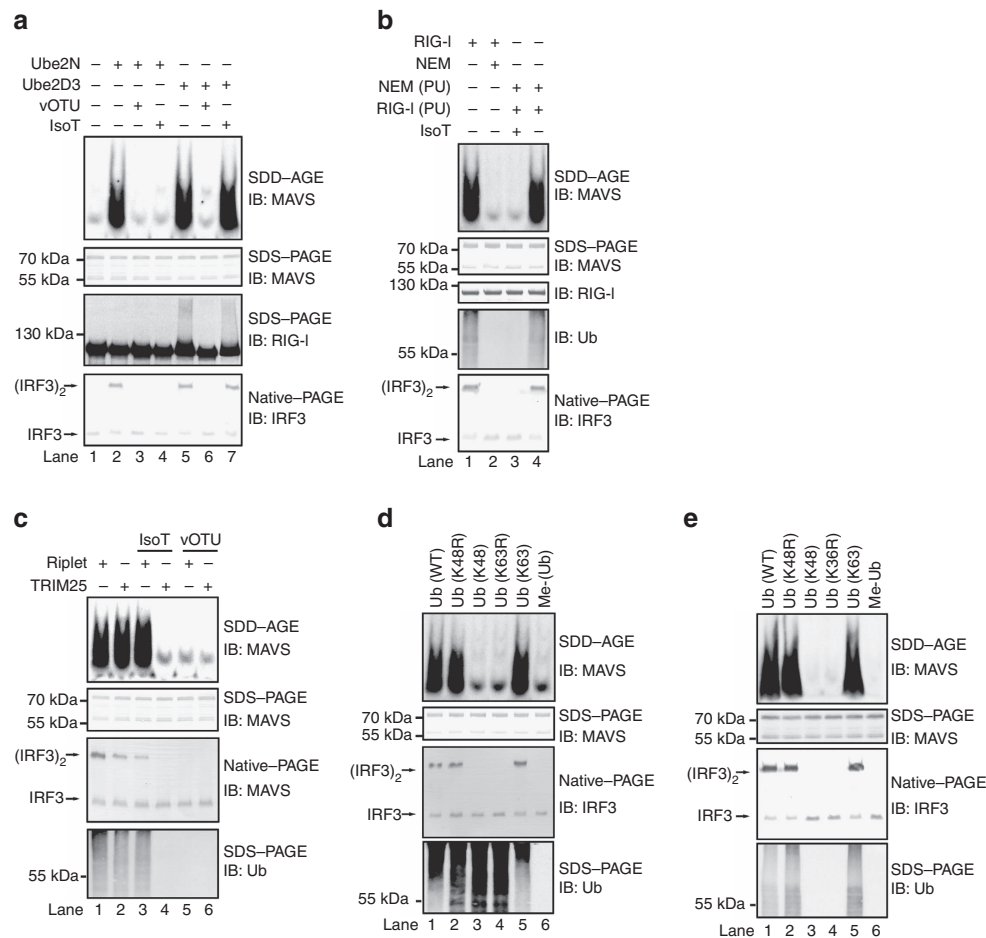 a
Ube2N – + + + – – –
Ube2D3 – – – – + + +
vOTU – – + – – + –
IsoT – – – + – – +
SDD–AGE
IB: MAVS
70 kDa
55 kDa
SDS–PAGE
IB: MAVS
130 kDa
SDS–PAGE
IB: RIG-I
(IRF3)2
IRF3
Native–PAGE
IB: IRF3
Lane 1 2 3 4 5 6 7
b
RIG-I + + – –
NEM – + – –
NEM (PU) – – + +
RIG-I (PU) – – + +
IsoT – – + –
SDD–AGE
IB: MAVS
70 kDa
55 kDa
SDS–PAGE
IB: MAVS
130 kDa
IB: RIG-I
55 kDa
IB: Ub
(IRF3)2
IRF3
Native–PAGE
IB: IRF3
Lane 1 2 3 4
c
IsoT vOTU
Riplet + – + – + –
TRIM25 – + – + – +
SDD–AGE
IB: MAVS
70 kDa
55 kDa
SDS–PAGE
IB: MAVS
(IRF3)2
IRF3
Native–PAGE
IB: MAVS
55 kDa
SDS–PAGE
IB: Ub
Lane 1 2 3 4 5 6
d
Ub (WT)
Ub (K48R)
Ub (K48)
Ub (K63R)
Ub (K63)
Me-(Ub)
SDD–AGE
IB: MAVS
70 kDa
55 kDa
SDS–PAGE
IB: MAVS
(IRF3)2
IRF3
Native–PAGE
IB: IRF3
55 kDa
SDS–PAGE
IB: Ub
Lane 1 2 3 4 5 6
e
Ub (WT)
Ub (K48R)
Ub (K48)
Ub (K36R)
Ub (K63)
Me-Ub
SDD–AGE
IB: MAVS
70 kDa
55 kDa
SDS–PAGE
IB: MAVS
(IRF3)2
IRF3
Native–PAGE
IB: IRF3
55 kDa
SDS–PAGE
IB: Ub
Lane 1 2 3 4 5 6